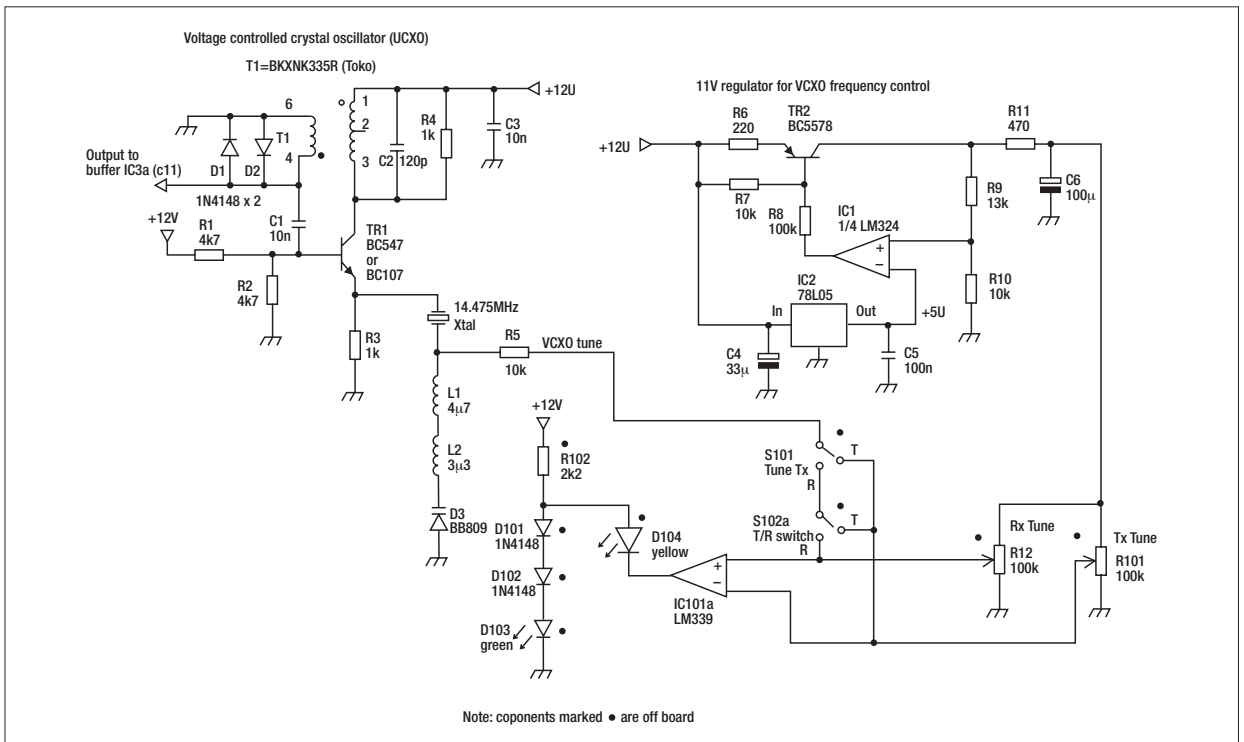 Voltage controlled crystal oscillator (UCXO)
T1=BKXNK335R (Toko)
11V regulator for VCXO frequency control
6
T1
4
D1
D2
1N4148 x 2
Output to
buffer IC3a (c11)
1
2
3
C2
120p
R4
1k
C3
10n
+12U
+12V
R1
4k7
R2
4k7
C1
10n
TR1
BC547
or
BC107
R3
1k
14.475MHz
Xtal
R5
10k
VCXO tune
L1
4μ7
L2
3μ3
D3
BB809
+12U
R6
220
TR2
BC5578
R11
470
R7
10k
R8
100k
IC1
1/4 LM324
+
−
R9
13k
C6
100μ
R10
10k
IC2
78L05
In
Out
+5U
C4
33μ
C5
100n
+12V
R102
2k2
D101
1N4148
D102
1N4148
D103
green
D104
yellow
+
−
IC101a
LM339
S101
Tune Tx
T
R
S102a
T/R switch
T
R
Rx Tune
R12
100k
Tx Tune
R101
100k
Note: coponents marked ● are off board